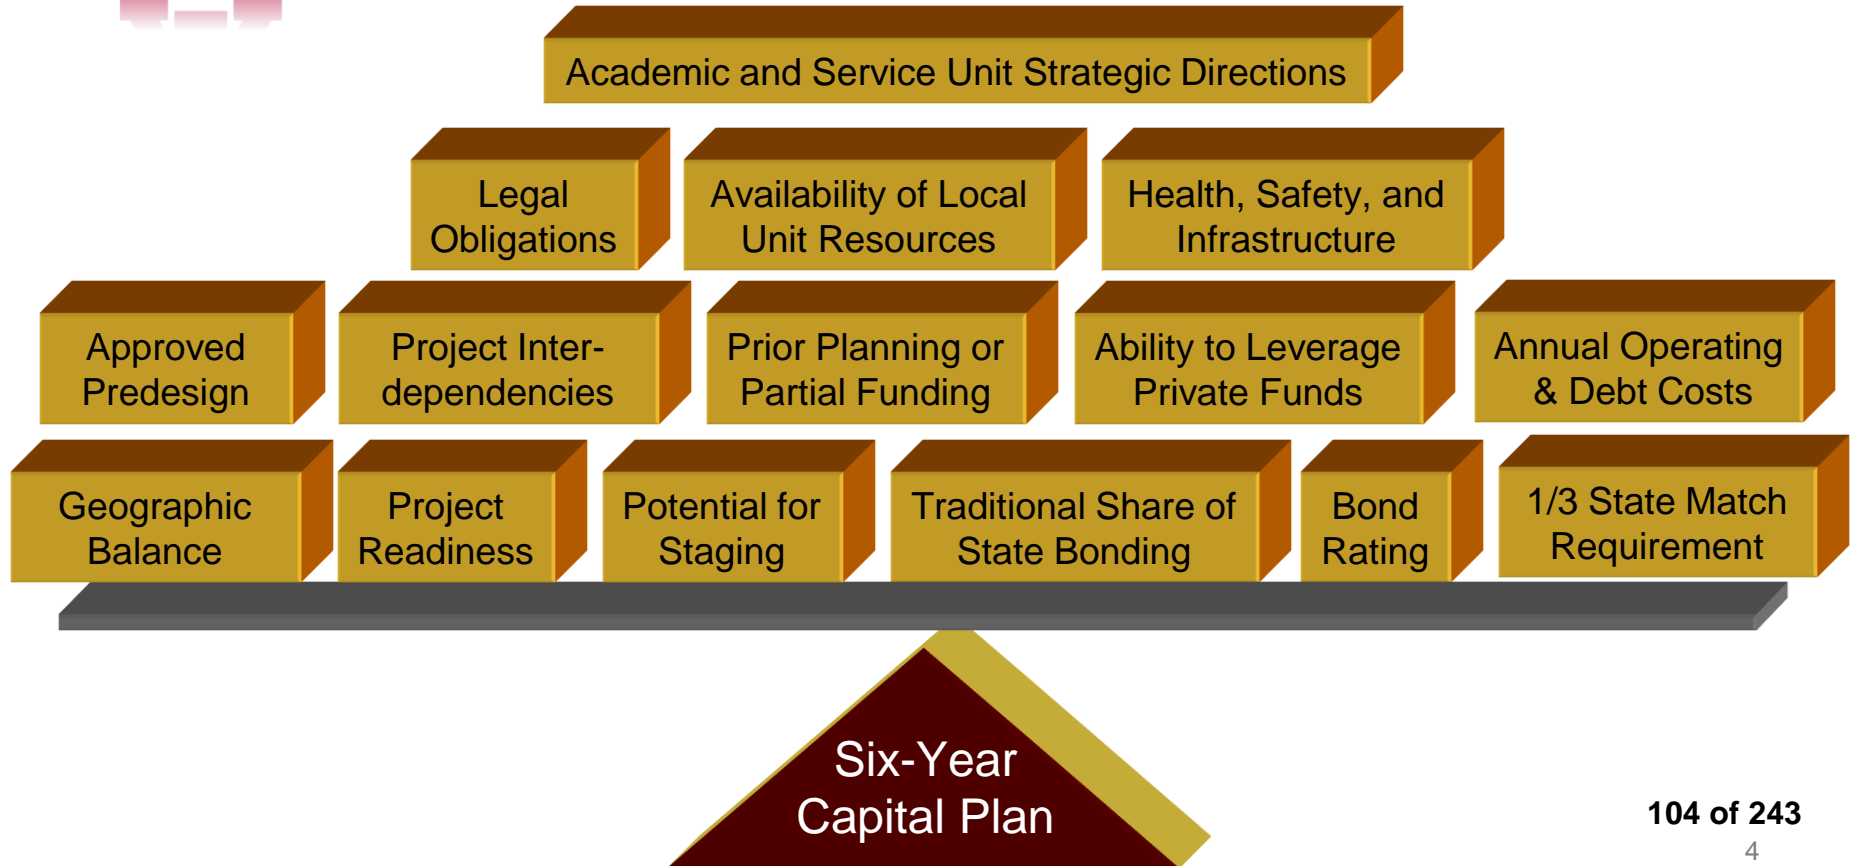 Academic and Service Unit Strategic Directions
Legal
Obligations
Availability of Local
Unit Resources
Health, Safety, and
Infrastructure
Approved
Predesign
Project Inter-
dependencies
Prior Planning or
Partial Funding
Ability to Leverage
Private Funds
Annual Operating
& Debt Costs
Geographic
Balance
Project
Readiness
Potential for
Staging
Traditional Share of
State Bonding
Bond
Rating
1/3 State Match
Requirement
Six-Year
Capital Plan
104 of 243
4